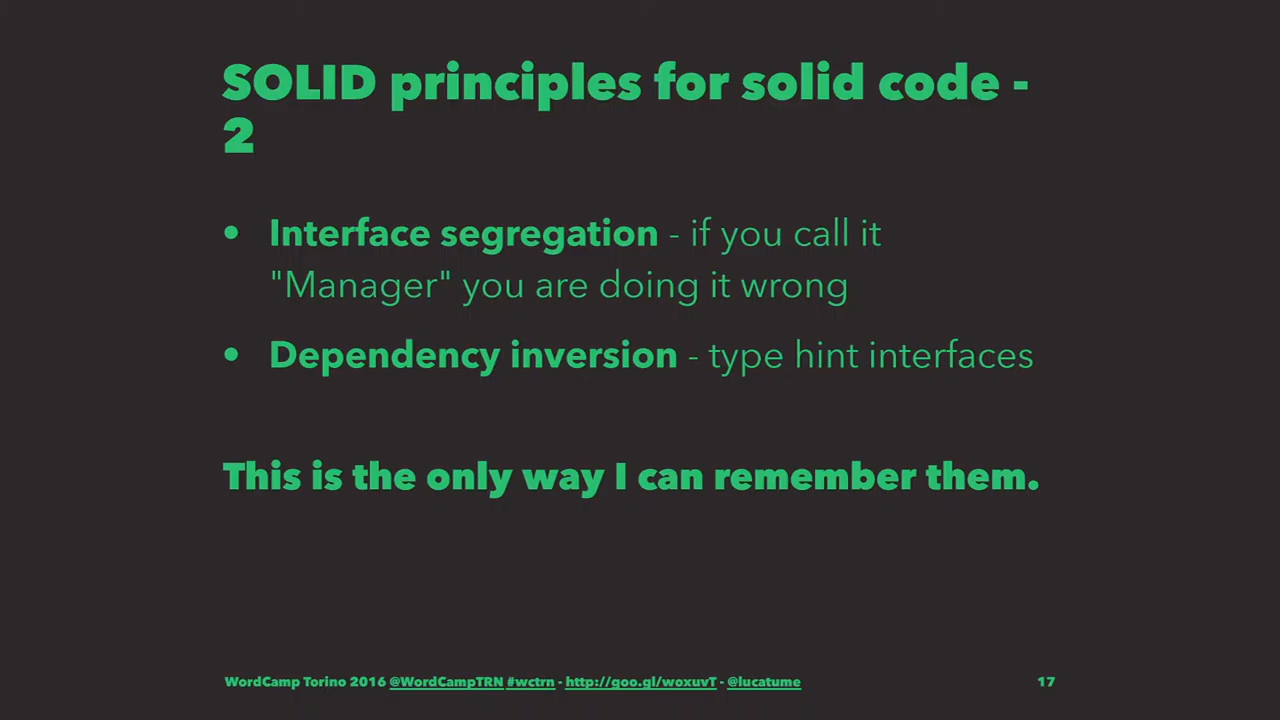 SOLID principles for solid code -
2
• Interface segregation - if you call it
"Manager" you are doing it wrong
• Dependency inversion - type hint interfaces
This is the only way I can remember them.
WordCamp Torino 2016 @WordCampTRN #wctrn - http://goo.gl/woxuvT - @lucatume 17